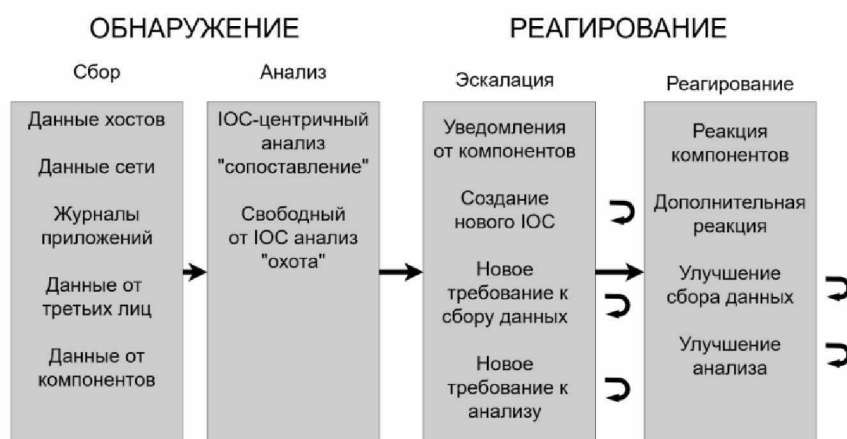 ОБНАРУЖЕНИЕ
РЕАГИРОВАНИЕ
Сбор
Анализ
Эскалация
Реагирование
Данные хостов
Данные сети
Журналы
приложений
Данные от
третьих лиц
Данные от
компонентов
IOC-центричный
анализ
"сопоставление"
Свободный
от IOC анализ
"охота"
Уведомления
от компонентов
Создание
нового IOC
Новое
требование к
сбору данных
Новое
требование к
анализу
Реакция
компонентов
Дополнительная
реакция
Улучшение
сбора данных
Улучшение
анализа